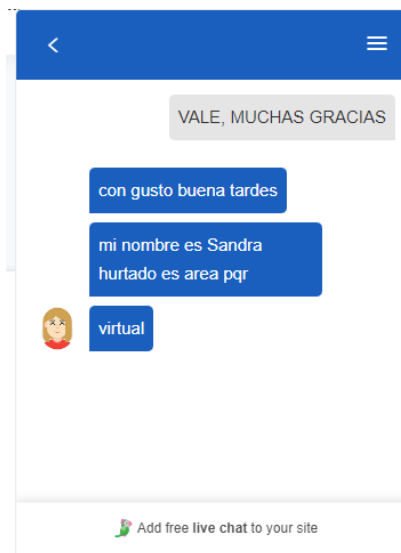 VALE, MUCHAS GRACIAS
con gusto buena tardes
mi nombre es Sandra
hurtado es area pqr
virtual
Add free live chat to your site